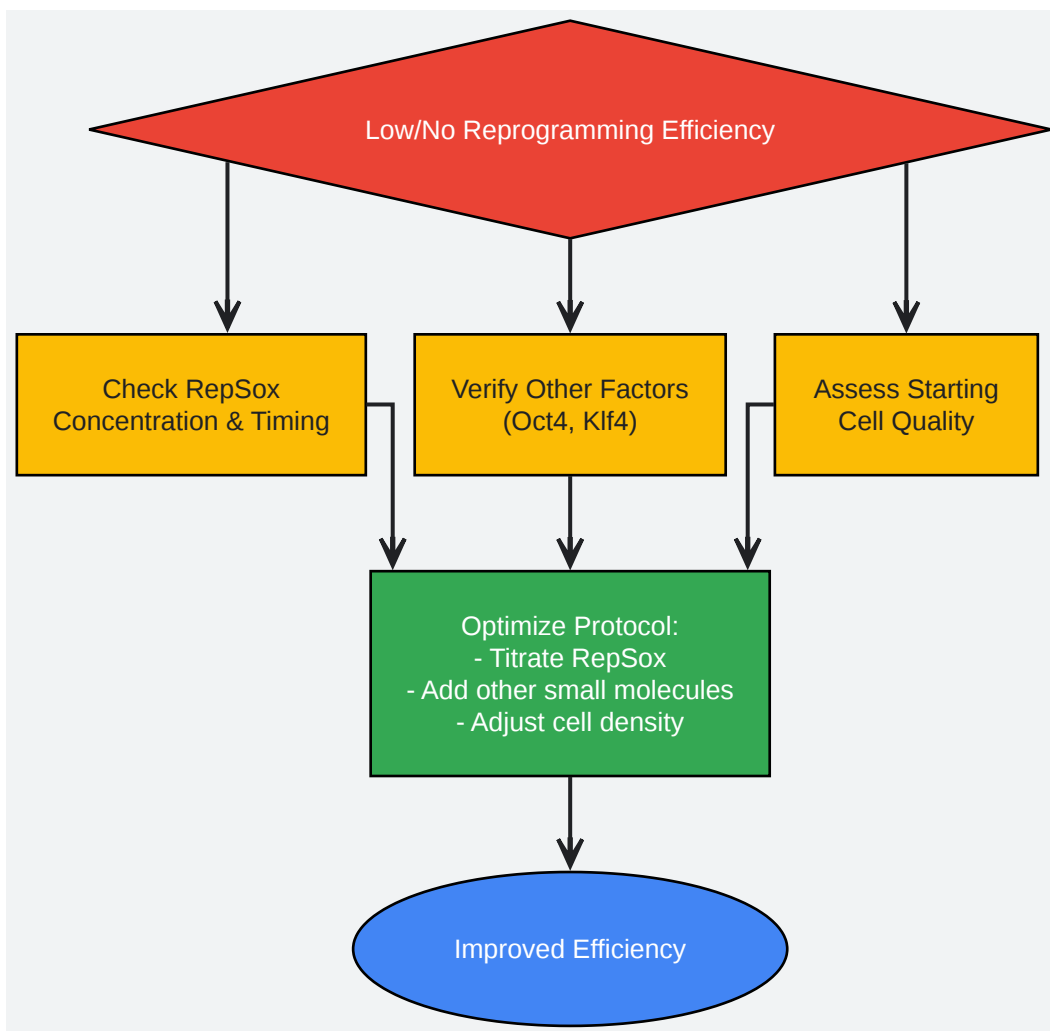 Low/No Reprogramming Efficiency
Check RepSox
Concentration & Timing
Verify Other Factors
(Oct4, Klf4)
Assess Starting
Cell Quality
Optimize Protocol:
- Titrate RepSox
- Add other small molecules
- Adjust cell density
Improved Efficiency